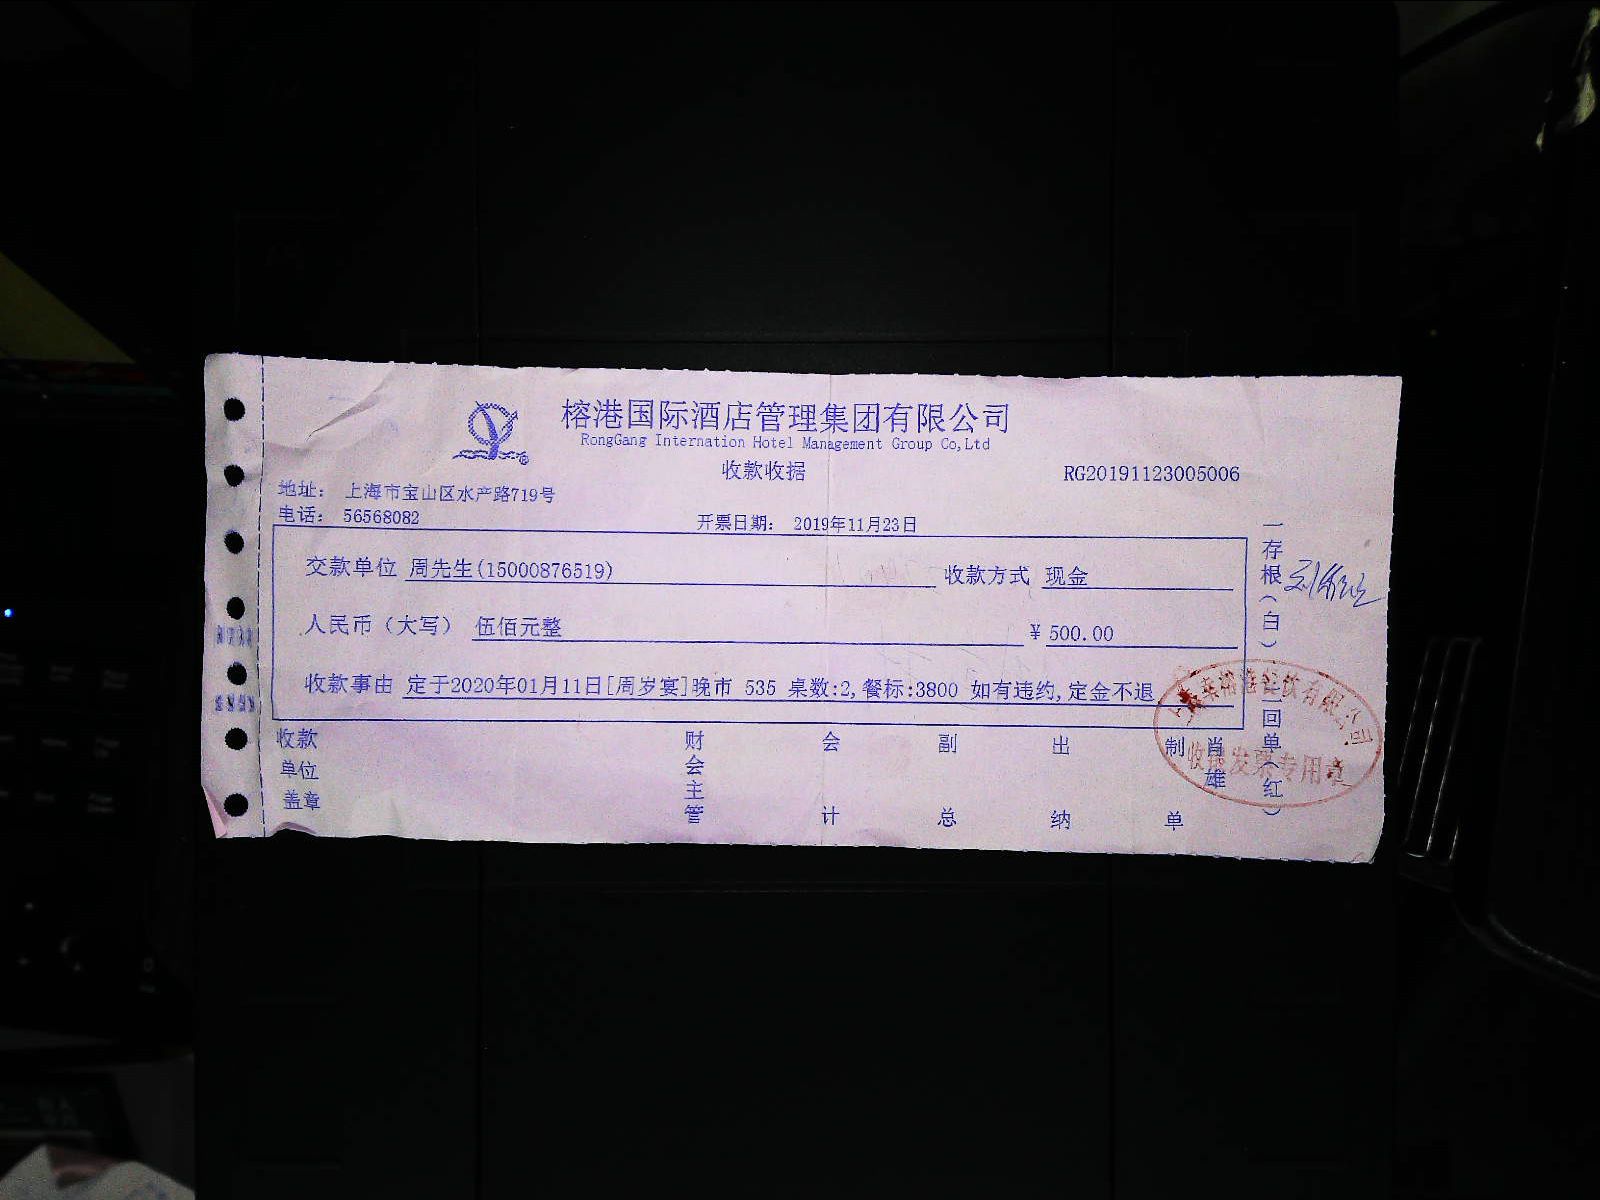 榕港国际酒店管理集团有限公司
RongGang Internation Hotel Management Group Co,Ltd
收款收据
RG20191123005006
地址： 上海市宝山区水产路719号
电话： 56568082
开票日期： 2019年11月23日
交款单位 周先生(15000876519) 收款方式 现金
人民币（大写） 伍佰元整 ¥ 500.00
收款事由 定于2020年01月11日[周岁宴]晚市 535 桌数:2,餐标:3800 如有违约,定金不退
一存根（白）
二回单（红）
收款单位盖章
财会主管
会计
副总
出纳
制单
肖雄
餐饮有限公司
发票专用章